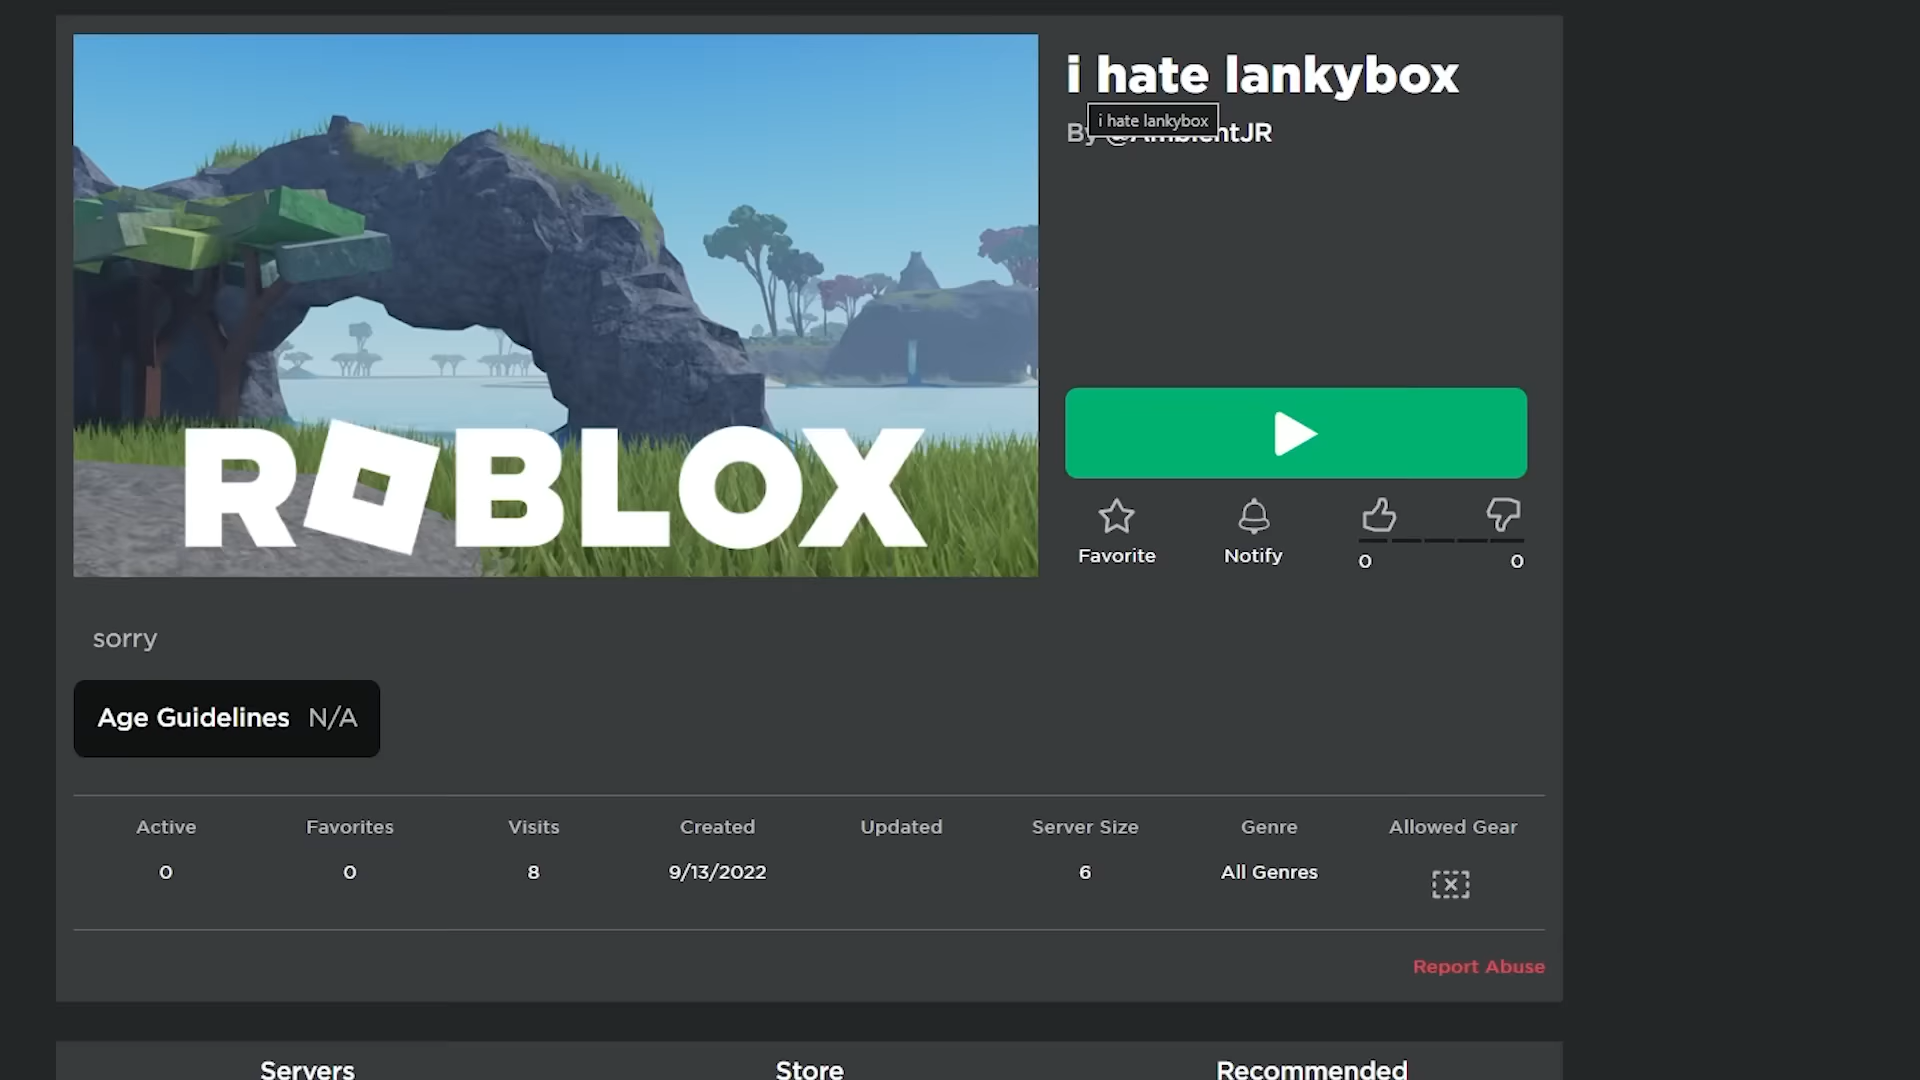 i hate lankybox
i hate lankybox
By @AmbientJR
ROBLOX
Favorite
Notify
0
0
sorry
Age Guidelines N/A
Active Favorites Visits Created Updated Server Size Genre Allowed Gear
0 0 8 9/13/2022 6 All Genres
Report Abuse
Servers Store Recommended